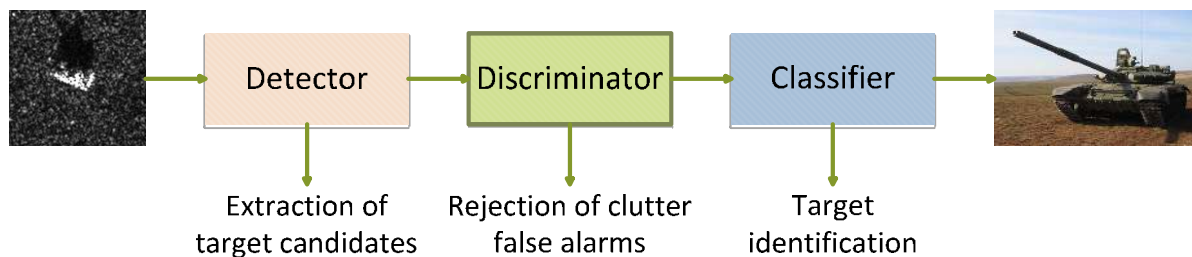 Detector
Discriminator
Classifier
Extraction of
target candidates
Rejection of clutter
false alarms
Target
identification